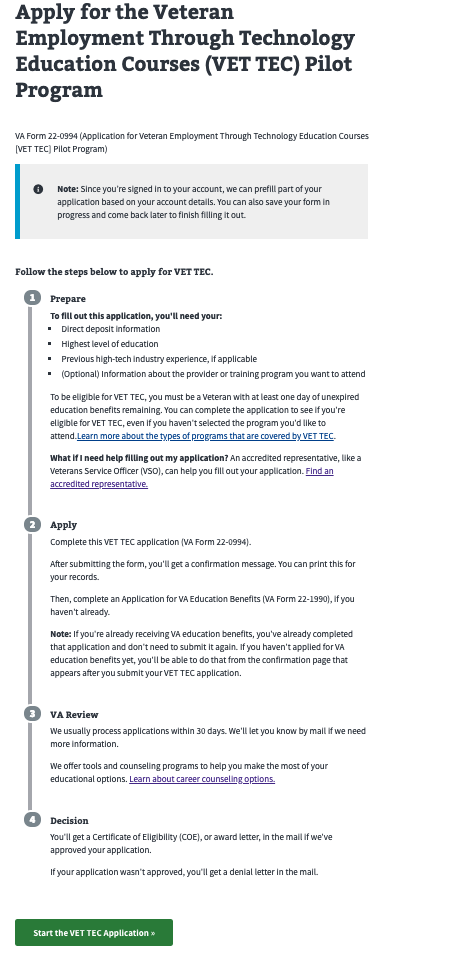 Apply for the Veteran
Employment Through Technology
Education Courses (VET TEC) Pilot
Program
VA Form 22-0994 (Application for Veteran Employment Through Technology Education Courses
[VET TEC] Pilot Program)
Note: Since you're signed in to your account, we can prefill part of your
application based on your account details. You can also save your form in
progress and come back later to finish filling it out.
Follow the steps below to apply for VET TEC.
1 Prepare
To fill out this application, you'll need your:
▪ Direct deposit information
▪ Highest level of education
▪ Previous high-tech industry experience, if applicable
▪ (Optional) Information about the provider or training program you want to attend
To be eligible for VET TEC, you must be a Veteran with at least one day of unexpired
education benefits remaining. You can complete the application to see if you're
eligible for VET TEC, even if you haven't selected the program you'd like to
attend.Learn more about the types of programs that are covered by VET TEC.
What if I need help filling out my application? An accredited representative, like a
Veterans Service Officer (VSO), can help you fill out your application. Find an
accredited representative.
2 Apply
Complete this VET TEC application (VA Form 22-0994).
After submitting the form, you'll get a confirmation message. You can print this for
your records.
Then, complete an Application for VA Education Benefits (VA Form 22-1990), if you
haven't already.
Note: If you're already receiving VA education benefits, you've already completed
that application and don't need to submit it again. If you haven't applied for VA
education benefits yet, you'll be able to do that from the confirmation page that
appears after you submit your VET TEC application.
3 VA Review
We usually process applications within 30 days. We'll let you know by mail if we need
more information.
We offer tools and counseling programs to help you make the most of your
educational options. Learn about career counseling options.
4 Decision
You'll get a Certificate of Eligibility (COE), or award letter, in the mail if we've
approved your application.
If your application wasn't approved, you'll get a denial letter in the mail.
Start the VET TEC Application »